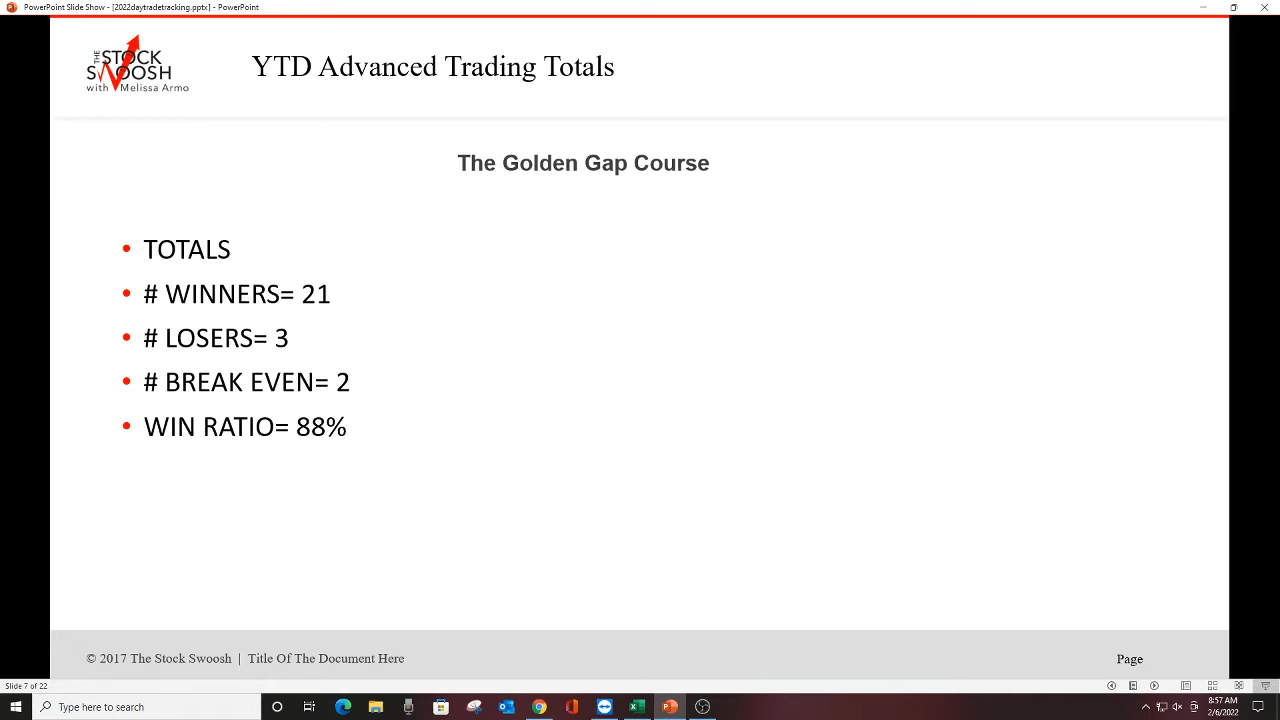 PowerPoint Slide Show - [2022daytradetracking.pptx] - PowerPoint
THE STOCK SWOOSH
with Melissa Armo
YTD Advanced Trading Totals
The Golden Gap Course
• TOTALS
• # WINNERS= 21
• # LOSERS= 3
• # BREAK EVEN= 2
• WIN RATIO= 88%
© 2017 The Stock Swoosh | Title Of The Document Here
Page
Slide 7 of 22
Type here to search
8:57 AM
2/6/2022